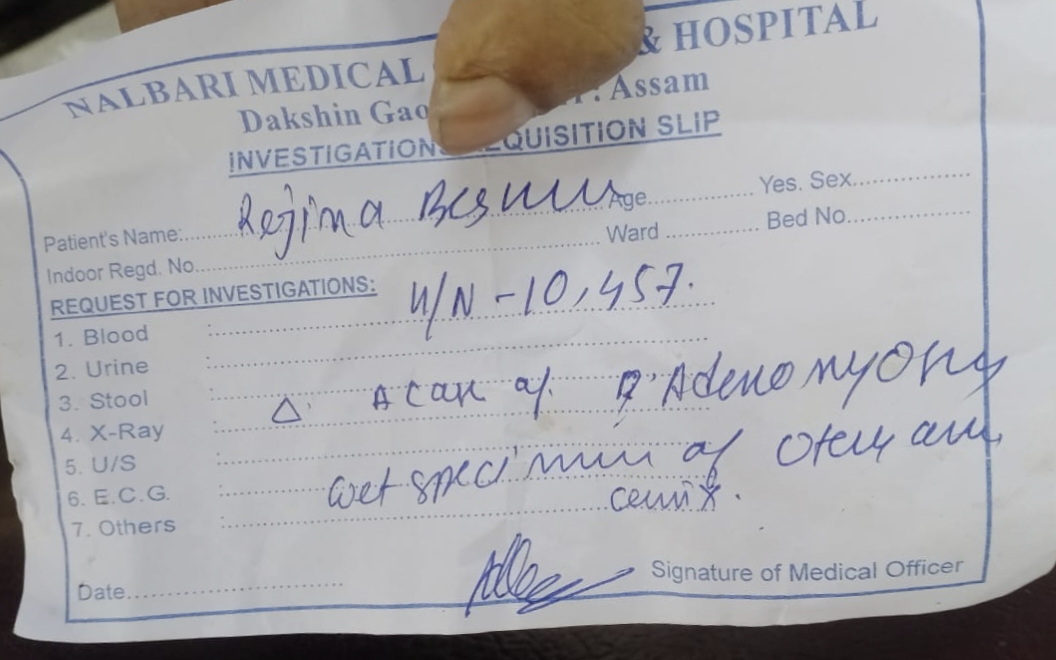 NALBARI MEDICAL & HOSPITAL
Dakshin Gao Assam
INVESTIGATION QUISITION SLIP
Patient's Name: Rejima Begum Age Yes. Sex
Indoor Regd. No. Ward Bed No.
REQUEST FOR INVESTIGATIONS: U/N - 10,457.
1. Blood
2. Urine
3. Stool
Δ. A case of Adenomyosis
4. X-Ray
5. U/S
wet specimen of uterus and
6. E.C.G.
cervix.
7. Others
Date
Signature of Medical Officer